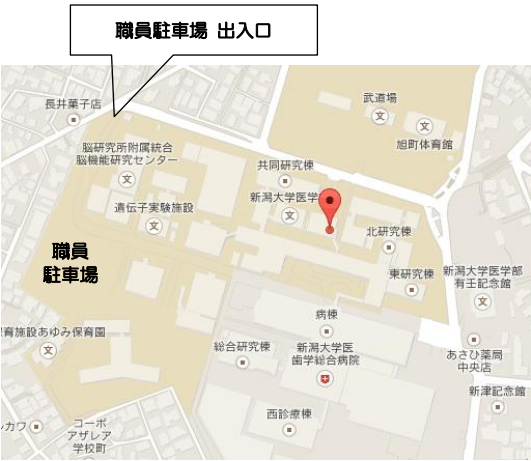 職員駐車場 出入口
長井菓子店
武道場
旭町体育館
脳研究所附属統合
脳機能研究センター
共同研究棟
遺伝子実験施設
新潟大学医学
北研究棟
職員
駐車場
東研究棟
新潟大学医学部
有壬記念館
病棟
育施設あゆみ保育園
総合研究棟
新潟大学医
歯学総合病院
あさひ薬局
中央店
新津記念館
西診療棟
ルカワ
コーポ
アザレア
学校町